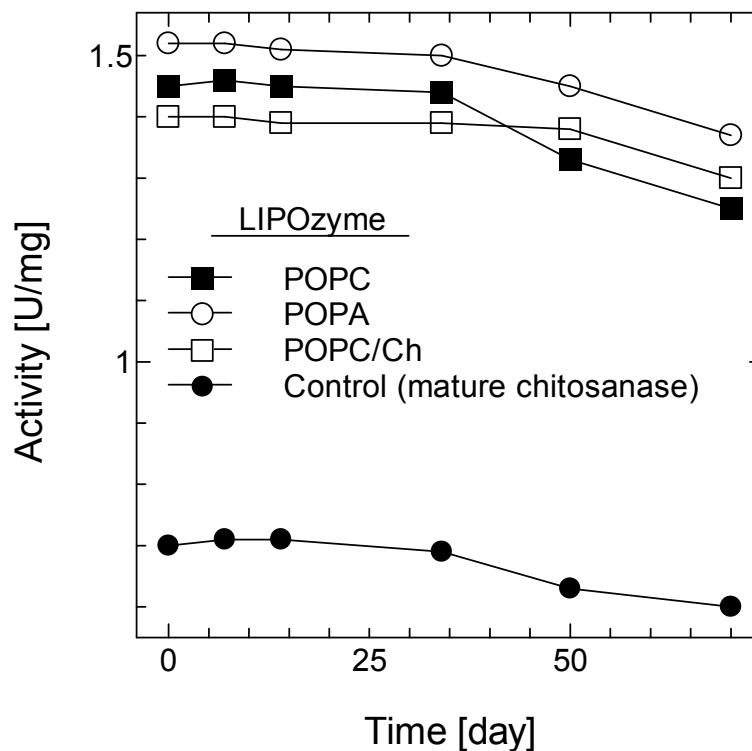 1.5
LIPOzyme
POPC
POPA
POPC/Ch
1
Control (mature chitosanase)
Activity [U/mg]
0
25
50
Time [day]